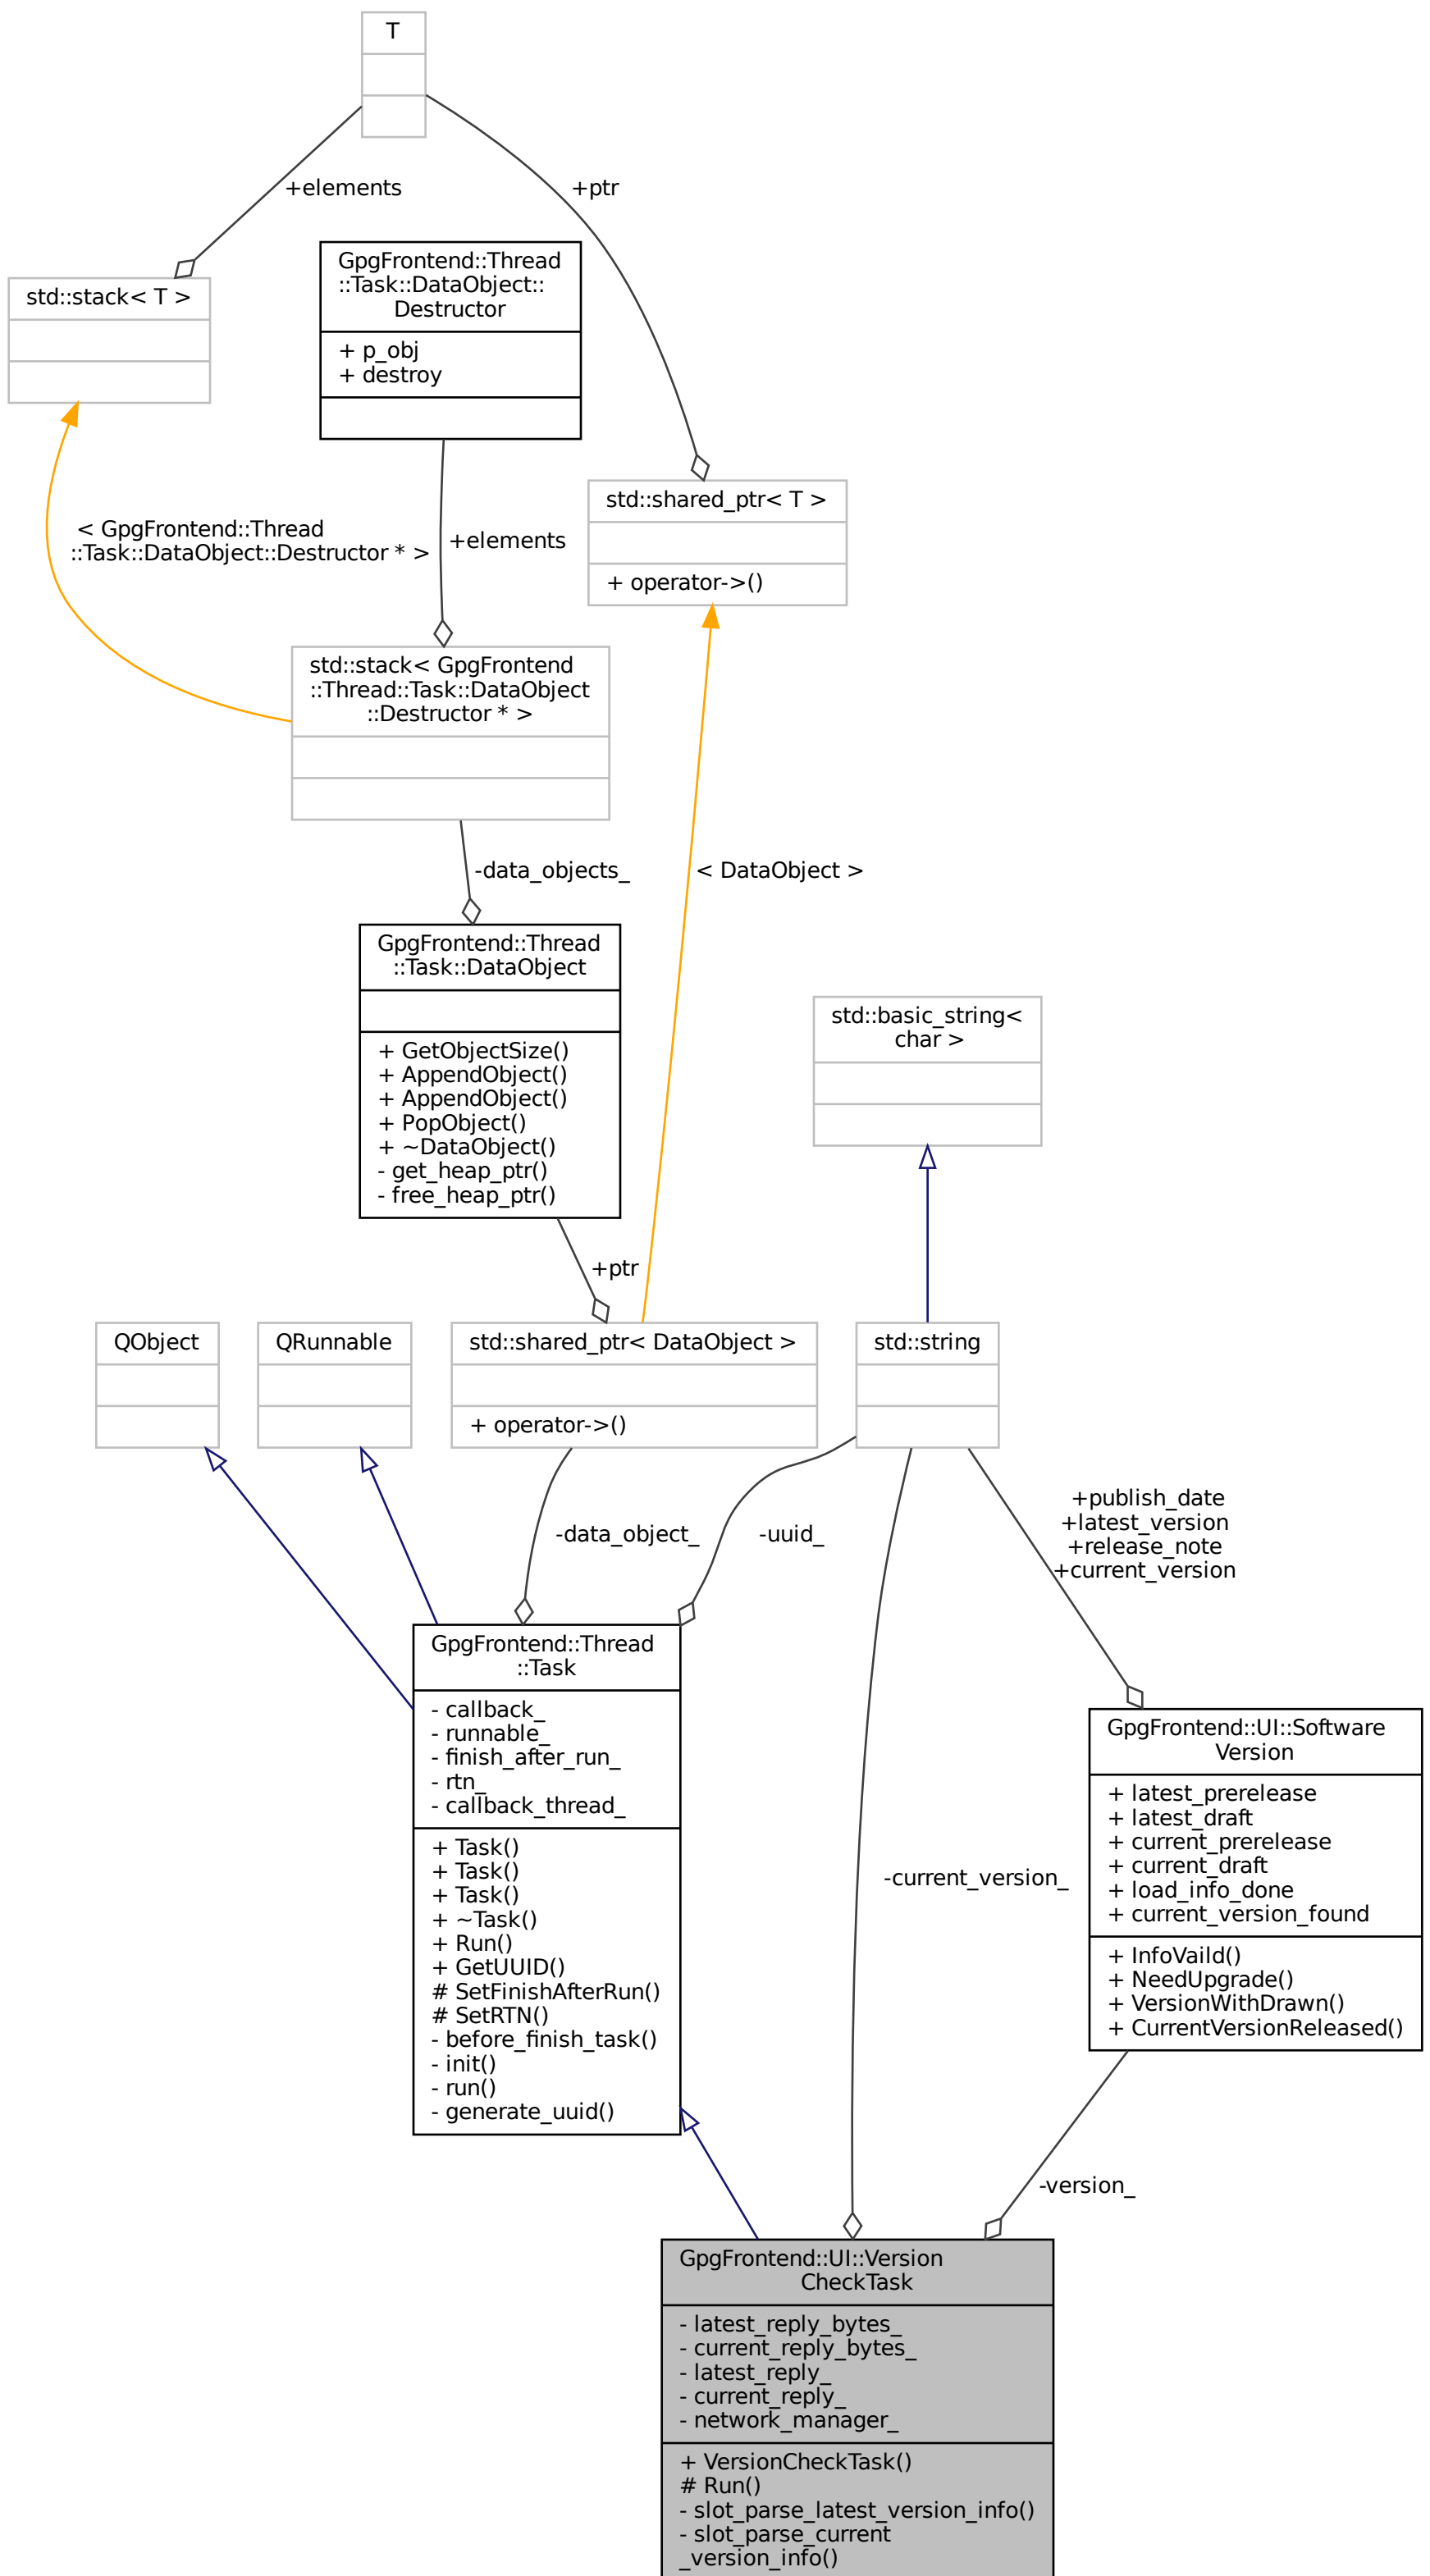 T
+elements
+ptr
GpgFrontend::Thread
::Task::DataObject::
Destructor
+ p_obj
+ destroy
std::stack< T >
std::shared_ptr< T >
+ operator->()
< GpgFrontend::Thread
::Task::DataObject::Destructor * >
+elements
std::stack< GpgFrontend
::Thread::Task::DataObject
::Destructor * >
-data_objects_
< DataObject >
GpgFrontend::Thread
::Task::DataObject
+ GetObjectSize()
+ AppendObject()
+ AppendObject()
+ PopObject()
+ ~DataObject()
- get_heap_ptr()
- free_heap_ptr()
std::basic_string<
char >
+ptr
QObject
QRunnable
std::shared_ptr< DataObject >
+ operator->()
std::string
-data_object_
-uuid_
+publish_date
+latest_version
+release_note
+current_version
GpgFrontend::Thread
::Task
- callback_
- runnable_
- finish_after_run_
- rtn_
- callback_thread_
+ Task()
+ Task()
+ Task()
+ ~Task()
+ Run()
+ GetUUID()
# SetFinishAfterRun()
# SetRTN()
- before_finish_task()
- init()
- run()
- generate_uuid()
-current_version_
GpgFrontend::UI::Software
Version
+ latest_prerelease
+ latest_draft
+ current_prerelease
+ current_draft
+ load_info_done
+ current_version_found
+ InfoVaild()
+ NeedUpgrade()
+ VersionWithDrawn()
+ CurrentVersionReleased()
-version_
GpgFrontend::UI::Version
CheckTask
- latest_reply_bytes_
- current_reply_bytes_
- latest_reply_
- current_reply_
- network_manager_
+ VersionCheckTask()
# Run()
- slot_parse_latest_version_info()
- slot_parse_current
_version_info()